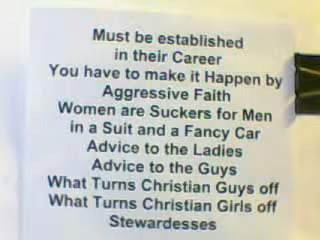 Must be established
in their Career
You have to make it Happen by
Aggressive Faith
Women are Suckers for Men
in a Suit and a Fancy Car
Advice to the Ladies
Advice to the Guys
What Turns Christian Guys off
What Turns Christian Girls off
Stewardesses